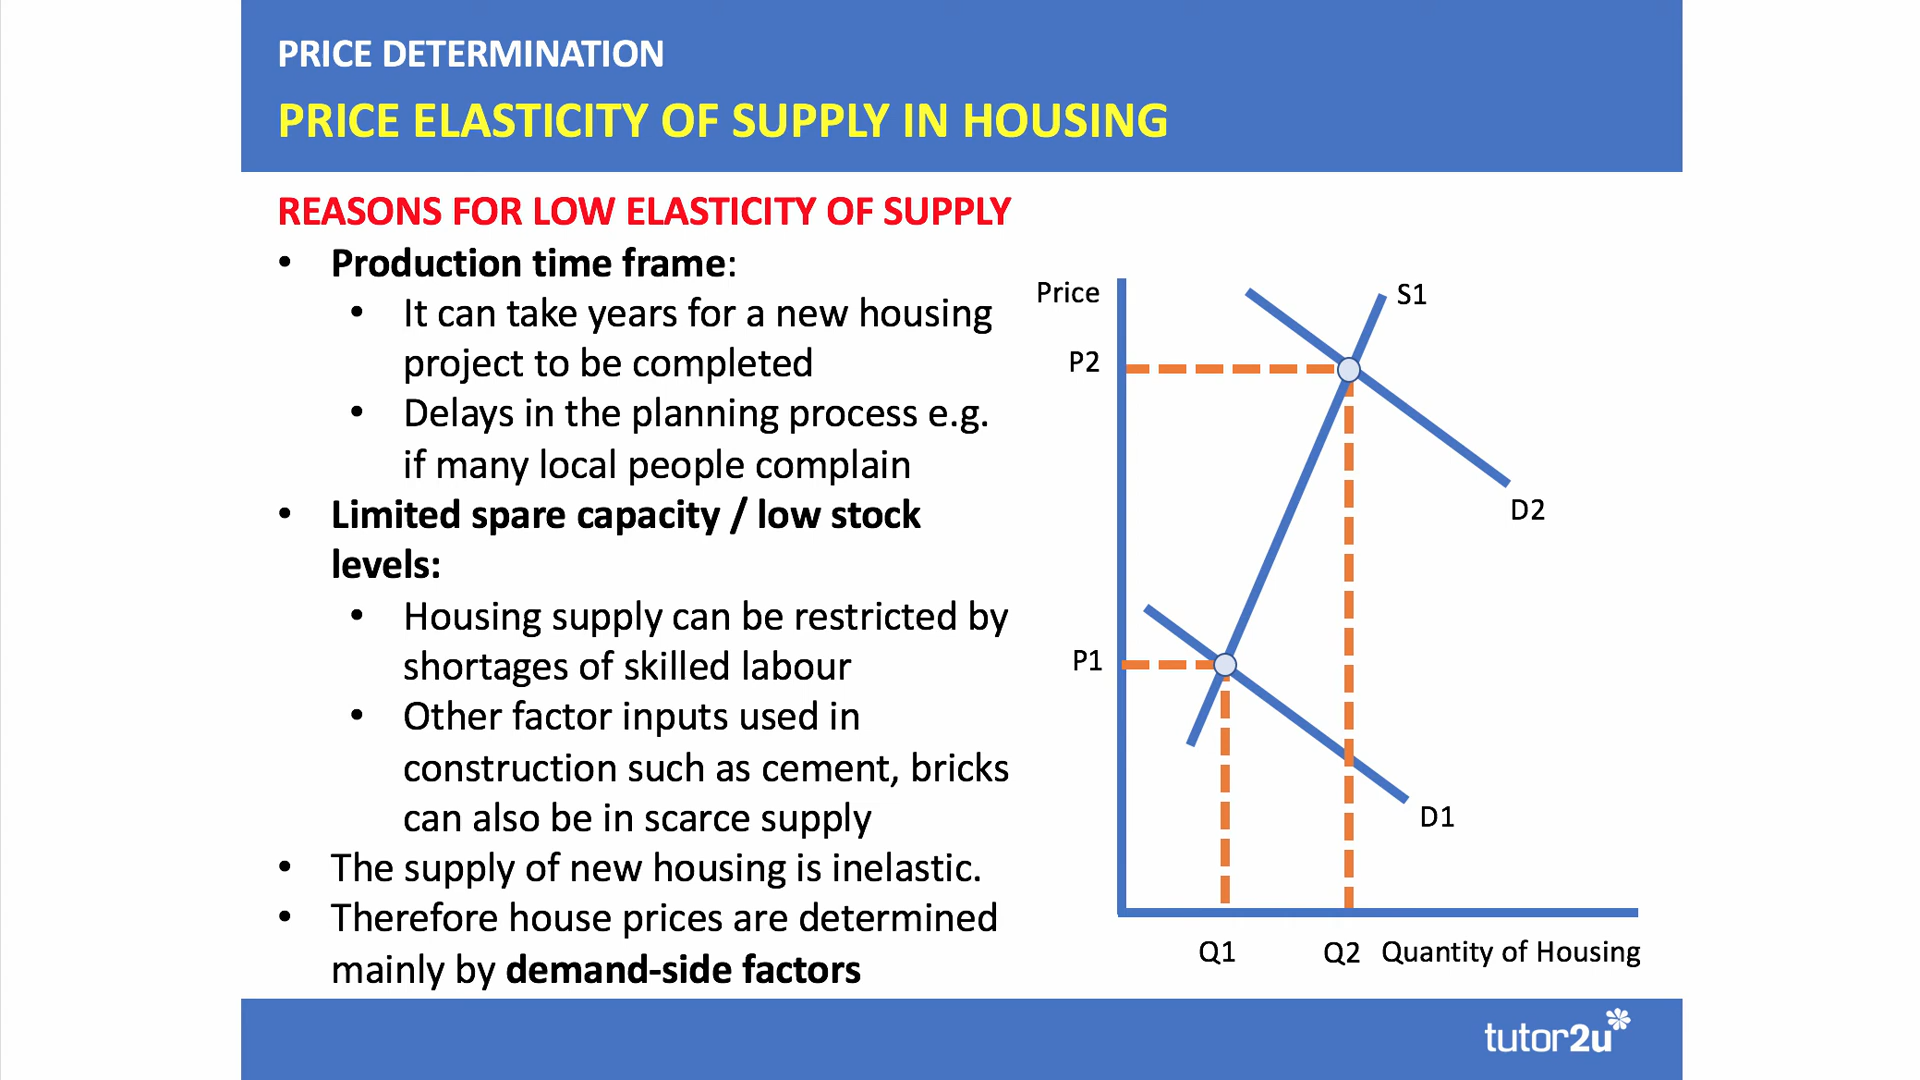 PRICE DETERMINATION
PRICE ELASTICITY OF SUPPLY IN HOUSING
REASONS FOR LOW ELASTICITY OF SUPPLY
• Production time frame:
• It can take years for a new housing
project to be completed
• Delays in the planning process e.g.
if many local people complain
• Limited spare capacity / low stock
levels:
• Housing supply can be restricted by
shortages of skilled labour
• Other factor inputs used in
construction such as cement, bricks
can also be in scarce supply
• The supply of new housing is inelastic.
• Therefore house prices are determined
mainly by demand-side factors
Price
S1
P2
D2
P1
D1
Q1
Q2
Quantity of Housing
tutor2u